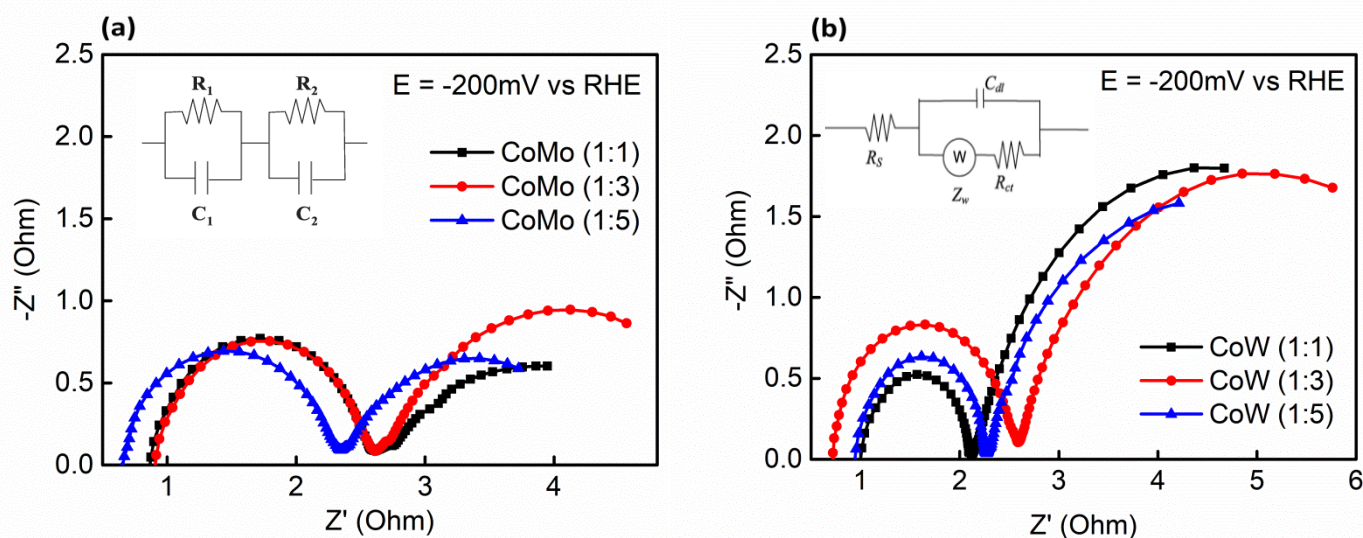 (a)
E = -200mV vs RHE
R1
R2
C1
C2
CoMo (1:1)
CoMo (1:3)
CoMo (1:5)
2.5
2.0
1.5
1.0
0.5
0.0
-Z" (Ohm)
1 2 3 4
Z' (Ohm)
(b)
E = -200mV vs RHE
Cdl
RS
W
Rct
Zw
CoW (1:1)
CoW (1:3)
CoW (1:5)
2.5
2.0
1.5
1.0
0.5
0.0
-Z" (Ohm)
1 2 3 4 5 6
Z' (Ohm)